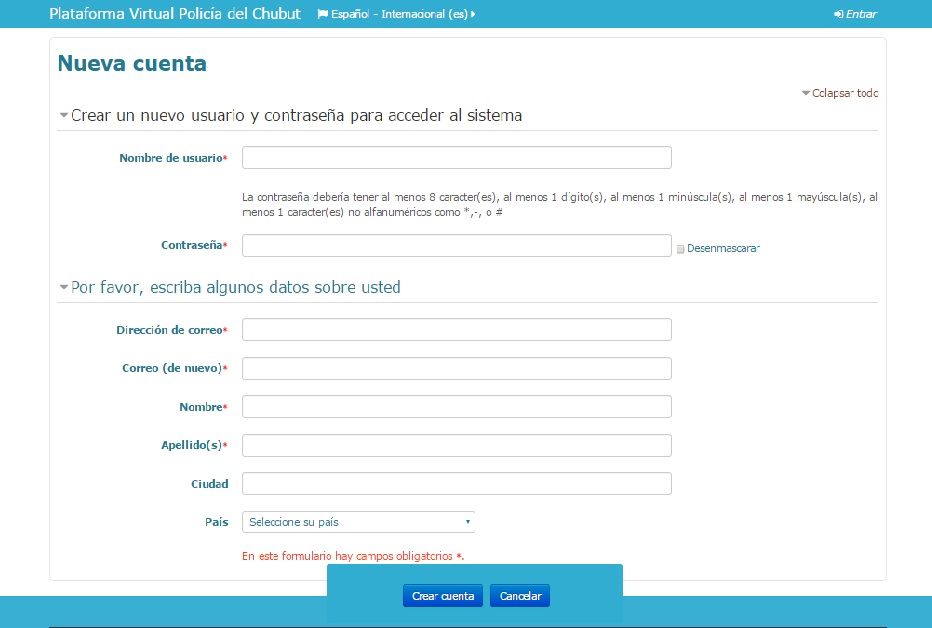 Plataforma Virtual Policía del Chubut Español - Internacional (es) Entrar
Nueva cuenta
Colapsar todo
Crear un nuevo usuario y contraseña para acceder al sistema
Nombre de usuario*
La contraseña debería tener al menos 8 caracter(es), al menos 1 dígito(s), al menos 1 minúscula(s), al menos 1 mayúscula(s), al
menos 1 caracter(es) no alfanuméricos como *,-, o #
Contraseña* Desenmascarar
Por favor, escriba algunos datos sobre usted
Dirección de correo*
Correo (de nuevo)*
Nombre*
Apellido(s)*
Ciudad
País Seleccione su país
En este formulario hay campos obligatorios *.
Crear cuenta Cancelar